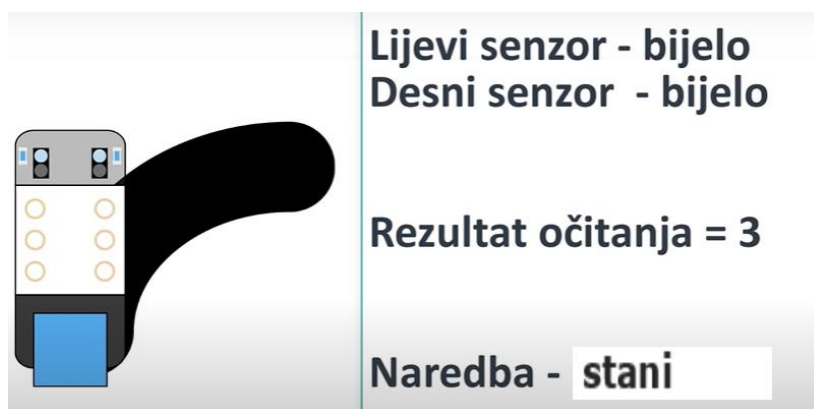 Lijevi senzor - bijelo
Desni senzor - bijelo
Rezultat očitanja = 3
Naredba - stani